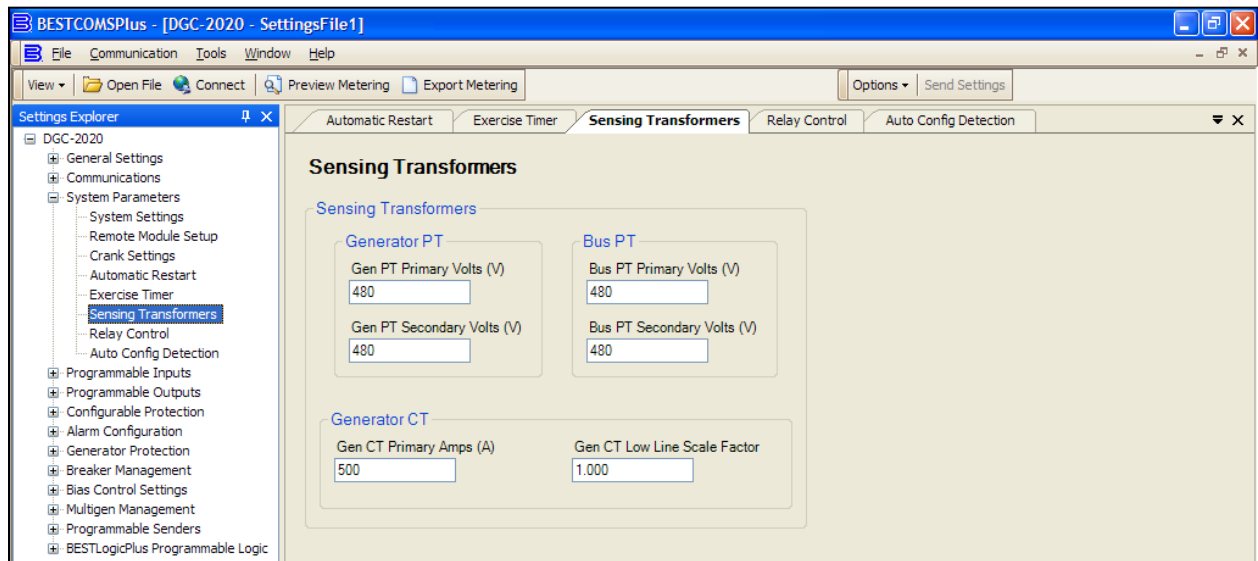 BESTCOMSPlus - [DGC-2020 - SettingsFile1]
File Communication Tools Window Help
View Open File Connect Preview Metering Export Metering Options Send Settings
Settings Explorer
DGC-2020
General Settings
Communications
System Parameters
System Settings
Remote Module Setup
Crank Settings
Automatic Restart
Exercise Timer
Sensing Transformers
Relay Control
Auto Config Detection
Programmable Inputs
Programmable Outputs
Configurable Protection
Alarm Configuration
Generator Protection
Breaker Management
Bias Control Settings
Multigen Management
Programmable Senders
BESTLogicPlus Programmable Logic
Automatic Restart Exercise Timer Sensing Transformers Relay Control Auto Config Detection
Sensing Transformers
Sensing Transformers
Generator PT
Gen PT Primary Volts (V)
480
Gen PT Secondary Volts (V)
480
Bus PT
Bus PT Primary Volts (V)
480
Bus PT Secondary Volts (V)
480
Generator CT
Gen CT Primary Amps (A)
500
Gen CT Low Line Scale Factor
1.000